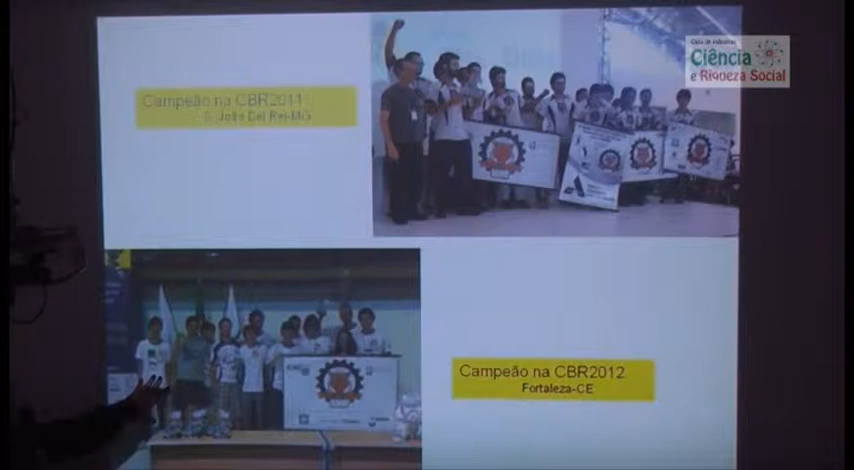 Ciência
e Riqueza Social
Campeão na CBR2011
S. João Del Rei-MG
Campeão na CBR2012
Fortaleza-CE